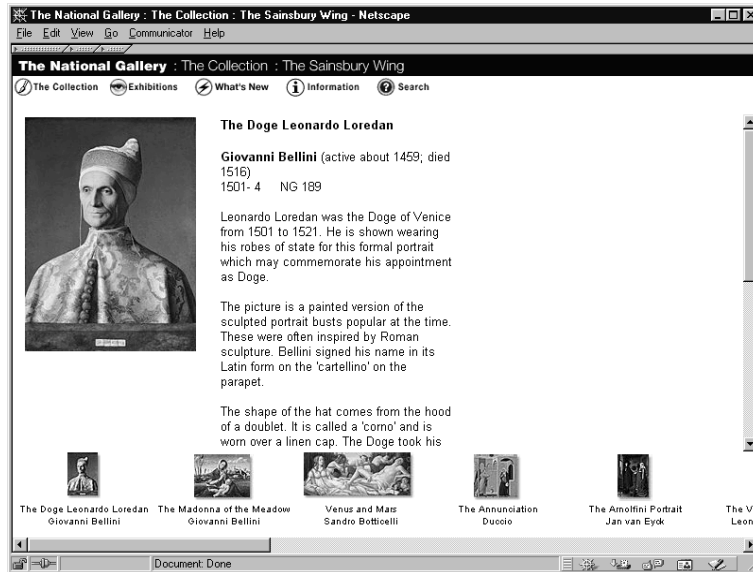 The National Gallery : The Collection : The Sainsbury Wing - Netscape
File Edit View Go Communicator Help
The National Gallery : The Collection : The Sainsbury Wing
The Collection Exhibitions What's New Information Search
The Doge Leonardo Loredan
Giovanni Bellini (active about 1459; died
1516)
1501- 4 NG 189
Leonardo Loredan was the Doge of Venice
from 1501 to 1521. He is shown wearing
his robes of state for this formal portrait
which may commemorate his appointment
as Doge.
The picture is a painted version of the
sculpted portrait busts popular at the time.
These were often inspired by Roman
sculpture. Bellini signed his name in its
Latin form on the 'cartellino' on the
parapet.
The shape of the hat comes from the hood
of a doublet. It is called a 'corno' and is
worn over a linen cap. The Doge took his
The Doge Leonardo Loredan The Madonna of the Meadow Venus and Mars The Annunciation The Arnolfini Portrait The V
Giovanni Bellini Giovanni Bellini Sandro Botticelli Duccio Jan van Eyck Leon
Document: Done